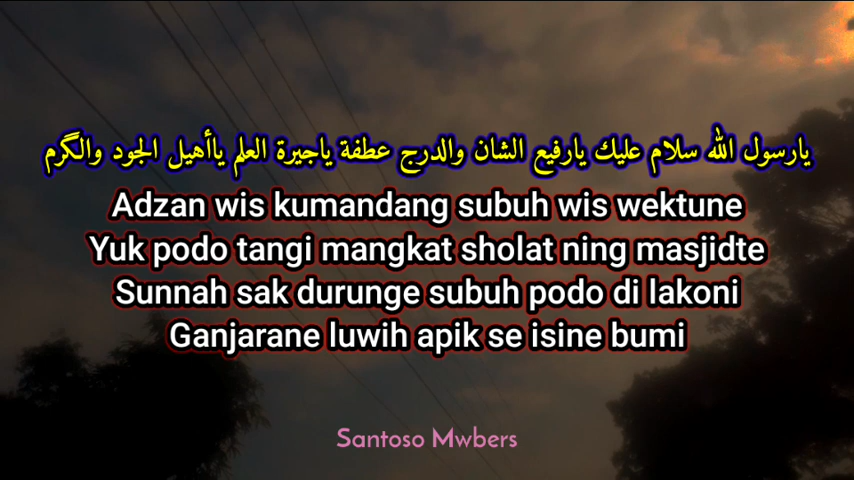 يارسول الله سلام عليك يارفيع الشان والدرج عطفة ياجيرة العلم ياأهيل الجود والكرم
Adzan wis kumandang subuh wis wektune
Yuk podo tangi mangkat sholat ning masjidte
Sunnah sak durunge subuh podo di lakoni
Ganjarane luwih apik se isine bumi
Santoso Mwbers